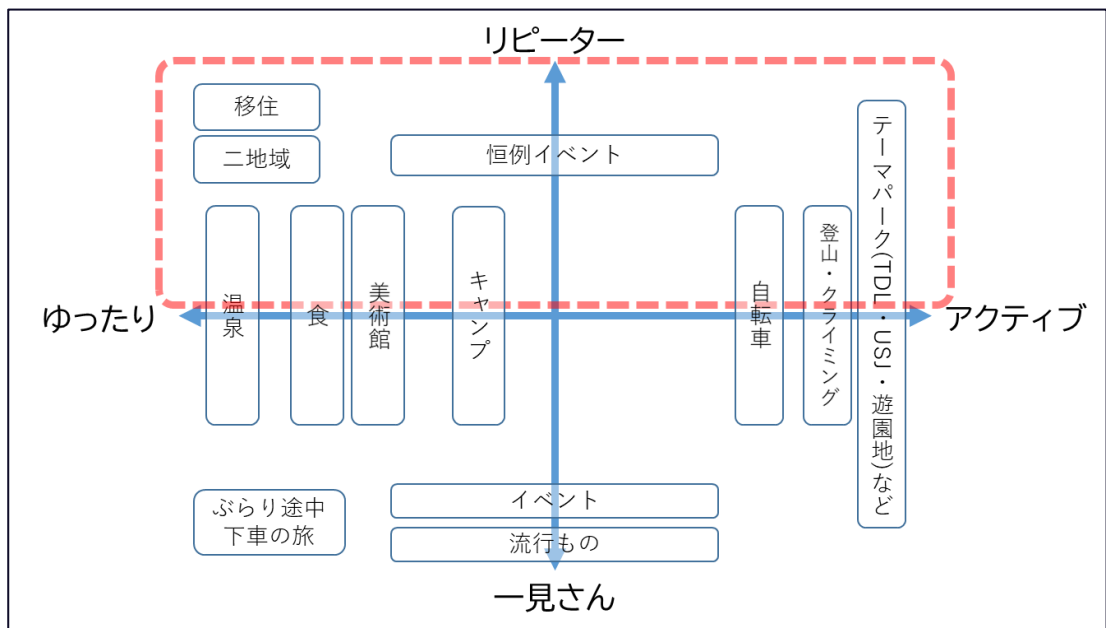 リピーター
移住
二地域
恒例イベント
テーマパーク(TDL・USJ・遊園地)など
温泉
食
美術館
キャンプ
自転車
登山・クライミング
ゆったり
アクティブ
ぶらり途中
下車の旅
イベント
流行もの
一見さん